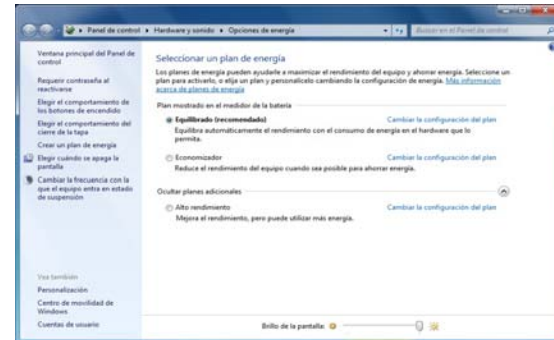 Panel de control ▸ Hardware y sonido ▸ Opciones de energía
Buscar en el Panel de control
Ventana principal del Panel de
control
Requerir contraseña al
reactivarse
Elegir el comportamiento de
los botones de encendido
Elegir el comportamiento del
cierre de la tapa
Crear un plan de energía
Elegir cuándo se apaga la
pantalla
Cambiar la frecuencia con la
que el equipo entra en estado
de suspensión
Vea también
Personalización
Centro de movilidad de
Windows
Cuentas de usuario
Seleccionar un plan de energía
Los planes de energía pueden ayudarle a maximizar el rendimiento del equipo y ahorrar energía. Seleccione un
plan para activarlo, o elija un plan y personalícelo cambiando la configuración de energía. Más información
acerca de planes de energía
Plan mostrado en el medidor de la batería
Equilibrado (recomendado) Cambiar la configuración del plan
Equilibra automáticamente el rendimiento con el consumo de energía en el hardware que lo
permita.
Economizador Cambiar la configuración del plan
Reduce el rendimiento del equipo cuando sea posible para ahorrar energía.
Ocultar planes adicionales
Alto rendimiento Cambiar la configuración del plan
Mejora el rendimiento, pero puede utilizar más energía.
Brillo de la pantalla: